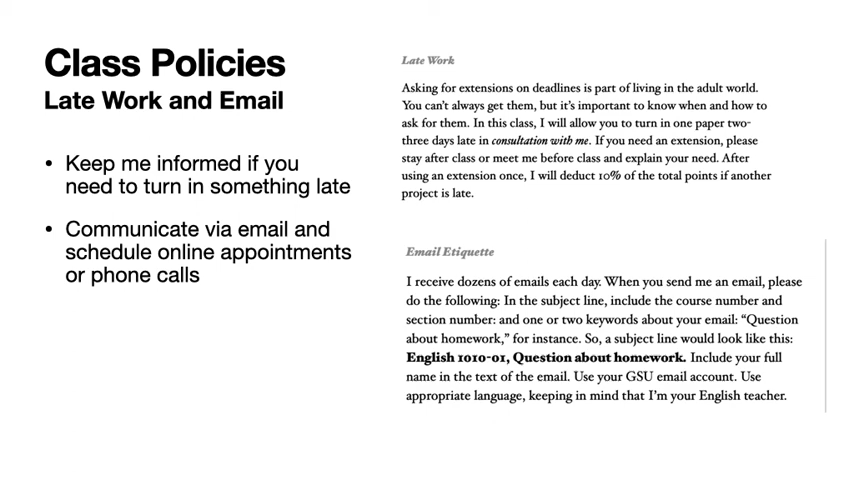 Class Policies
Late Work and Email
• Keep me informed if you
need to turn in something late
• Communicate via email and
schedule online appointments
or phone calls
Late Work
Asking for extensions on deadlines is part of living in the adult world.
You can't always get them, but it's important to know when and how to
ask for them. In this class, I will allow you to turn in one paper two-
three days late in consultation with me. If you need an extension, please
stay after class or meet me before class and explain your need. After
using an extension once, I will deduct 10% of the total points if another
project is late.
Email Etiquette
I receive dozens of emails each day. When you send me an email, please
do the following: In the subject line, include the course number and
section number: and one or two keywords about your email: “Question
about homework,” for instance. So, a subject line would look like this:
English 1010-01, Question about homework. Include your full
name in the text of the email. Use your GSU email account. Use
appropriate language, keeping in mind that I'm your English teacher.